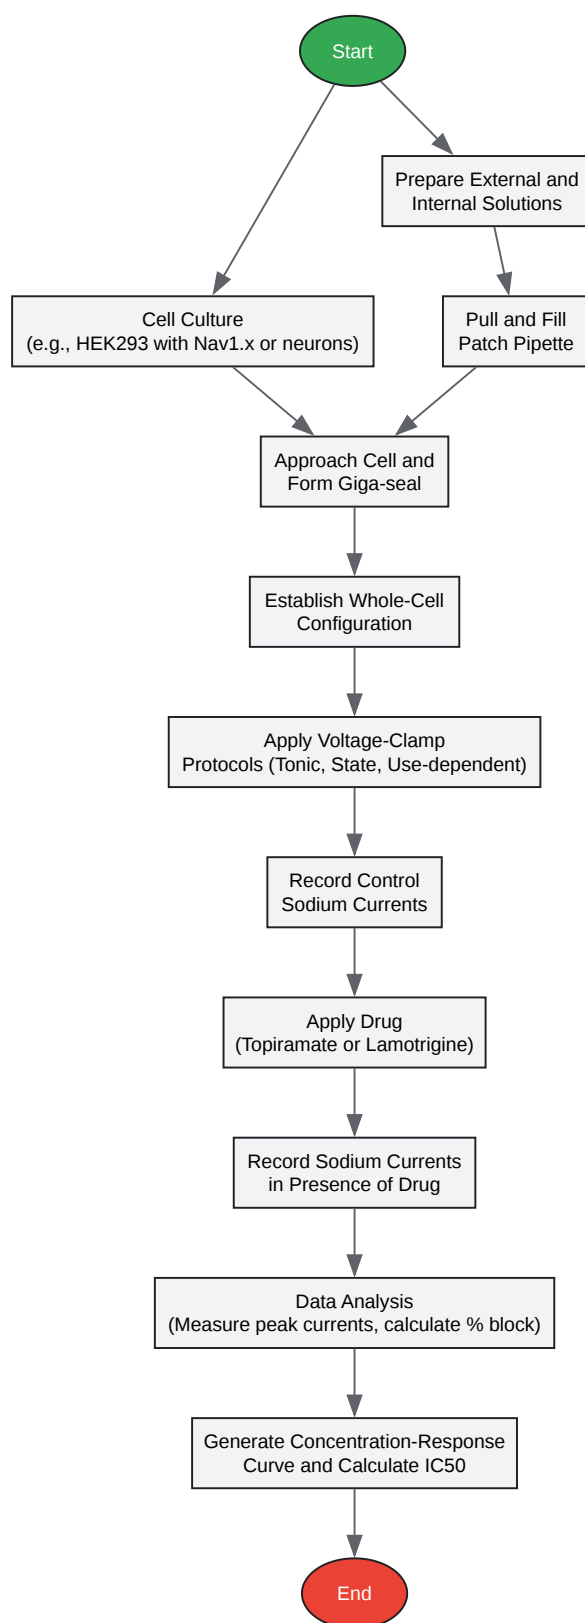 Start
Prepare External and
Internal Solutions
Cell Culture
(e.g., HEK293 with Nav1.x or neurons)
Pull and Fill
Patch Pipette
Approach Cell and
Form Giga-seal
Establish Whole-Cell
Configuration
Apply Voltage-Clamp
Protocols (Tonic, State, Use-dependent)
Record Control
Sodium Currents
Apply Drug
(Topiramate or Lamotrigine)
Record Sodium Currents
in Presence of Drug
Data Analysis
(Measure peak currents, calculate % block)
Generate Concentration-Response
Curve and Calculate IC50
End